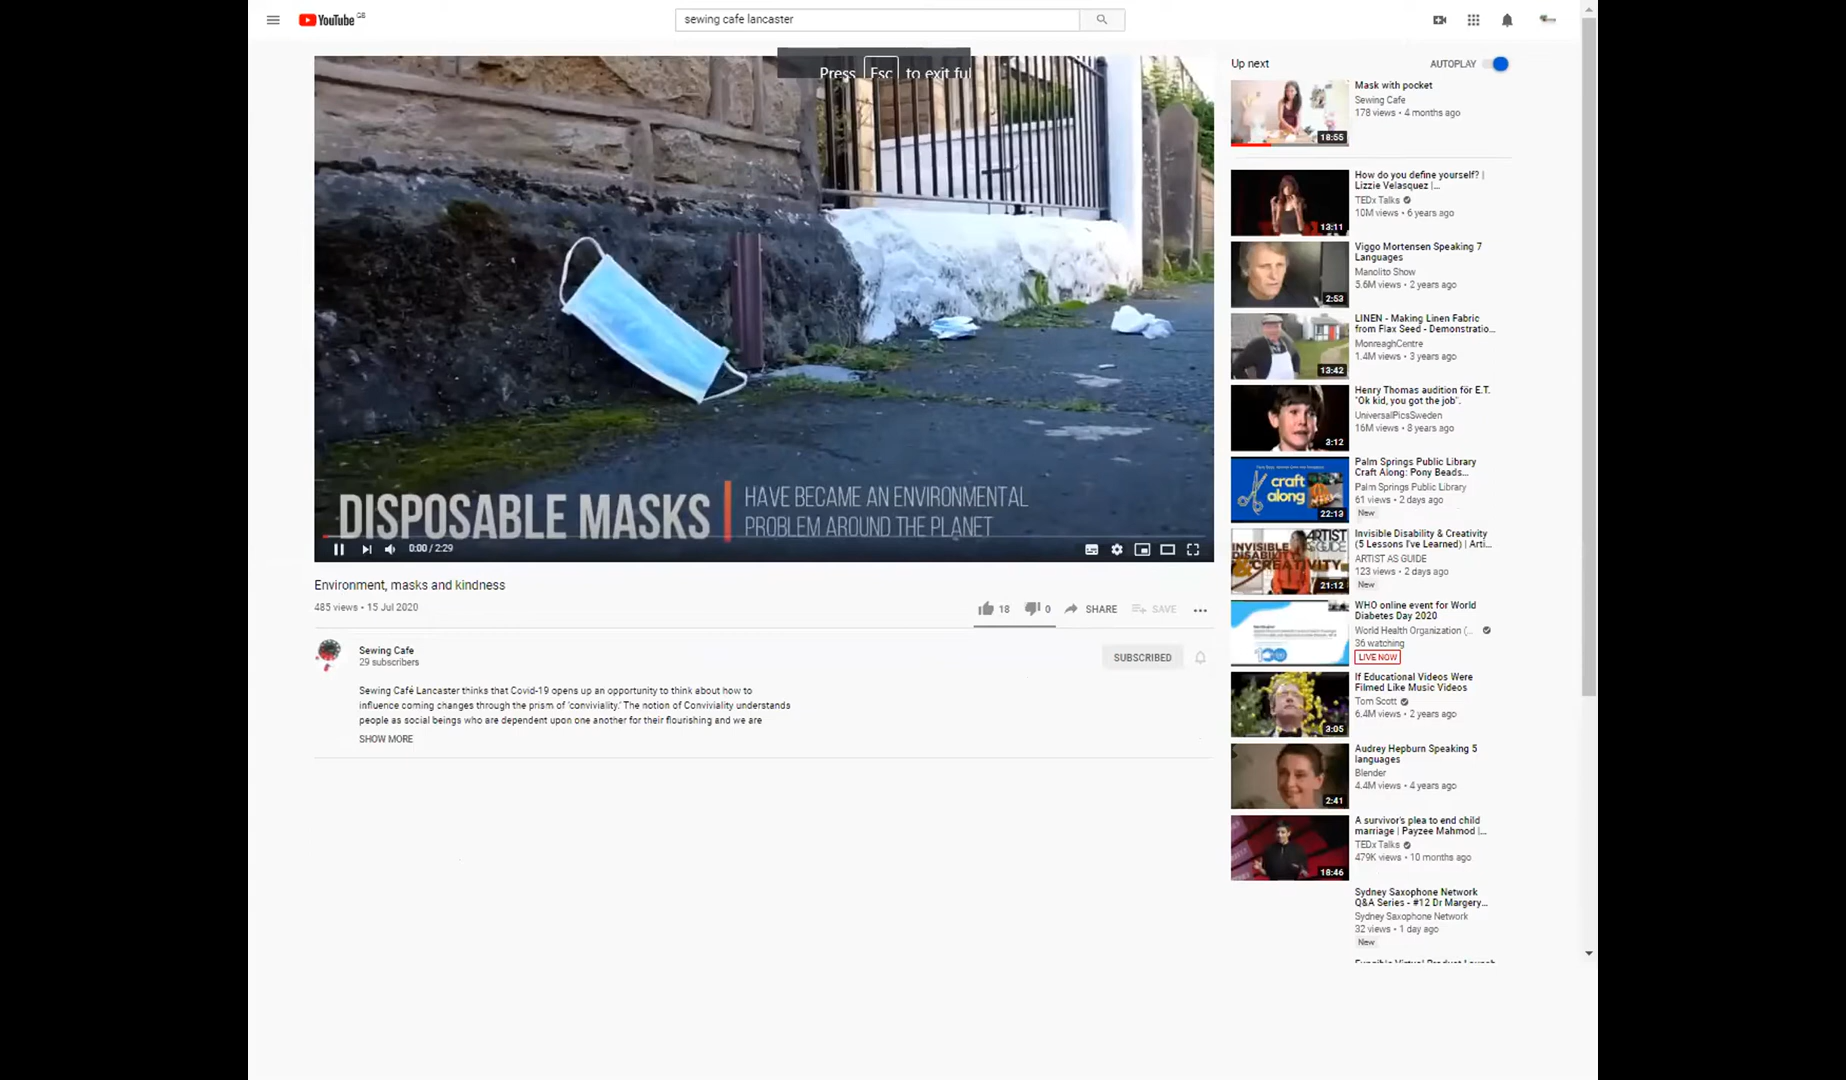 YouTube GB
sewing cafe lancaster
Press Esc to exit ful
DISPOSABLE MASKS
HAVE BECAME AN ENVIRONMENTAL
PROBLEM AROUND THE PLANET
0:00 / 2:29
Environment, masks and kindness
485 views • 15 Jul 2020
18
0
SHARE
SAVE
Sewing Cafe
29 subscribers
SUBSCRIBED
Sewing Café Lancaster thinks that Covid-19 opens up an opportunity to think about how to
influence coming changes through the prism of 'conviviality.' The notion of Conviviality understands
people as social beings who are dependent upon one another for their flourishing and we are
SHOW MORE
Up next
AUTOPLAY
18:55
Mask with pocket
Sewing Cafe
178 views • 4 months ago
13:11
How do you define yourself? |
Lizzie Velasquez |...
TEDx Talks
10M views • 6 years ago
2:53
Viggo Mortensen Speaking 7
Languages
Manolito Show
5.6M views • 2 years ago
13:42
LINEN - Making Linen Fabric
from Flax Seed - Demonstratio...
MonreaghCentre
1.4M views • 3 years ago
3:12
Henry Thomas audition för E.T.
"Ok kid, you got the job".
UniversalPicsSweden
16M views • 8 years ago
craft
along
22:13
Palm Springs Public Library
Craft Along: Pony Beads...
Palm Springs Public Library
61 views • 2 days ago
New
ARTIST
AS GUIDE
INVISIBLE
DISABILITY
& CREATIVITY
21:12
Invisible Disability & Creativity
(5 Lessons I've Learned) | Arti...
ARTIST AS GUIDE
123 views • 2 days ago
New
WHO online event for World
Diabetes Day 2020
World Health Organization (...
36 watching
LIVE NOW
3:05
If Educational Videos Were
Filmed Like Music Videos
Tom Scott
6.4M views • 2 years ago
2:41
Audrey Hepburn Speaking 5
languages
Blender
4.4M views • 4 years ago
18:46
A survivor's plea to end child
marriage | Payzee Mahmod |...
TEDx Talks
479K views • 10 months ago
Sydney Saxophone Network
Q&A Series - #12 Dr Margery...
Sydney Saxophone Network
32 views • 1 day ago
New